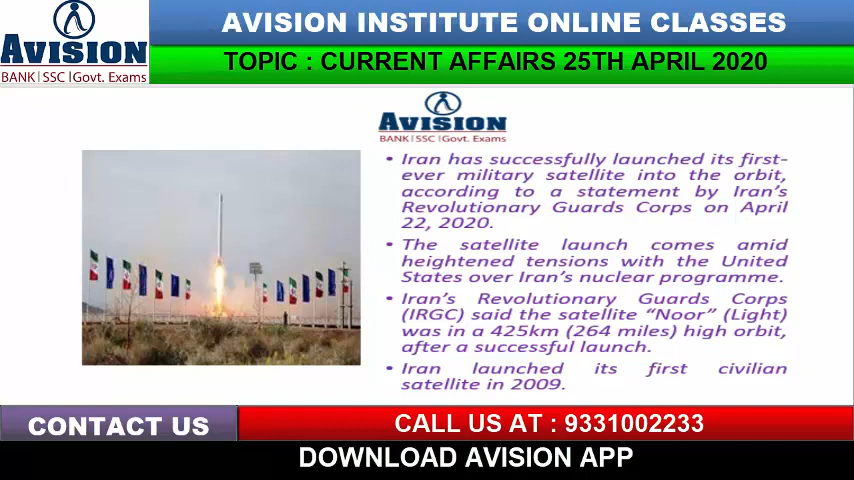 AVISION INSTITUTE ONLINE CLASSES
AVISION
BANK|SSC|Govt. Exams
TOPIC : CURRENT AFFAIRS 25TH APRIL 2020
AVISION
BANK|SSC|Govt. Exams
• Iran has successfully launched its first-
ever military satellite into the orbit,
according to a statement by Iran's
Revolutionary Guards Corps on April
22, 2020.
• The satellite launch comes amid
heightened tensions with the United
States over Iran's nuclear programme.
• Iran's Revolutionary Guards Corps
(IRGC) said the satellite "Noor" (Light)
was in a 425km (264 miles) high orbit,
after a successful launch.
• Iran launched its first civilian
satellite in 2009.
CONTACT US
CALL US AT : 9331002233
DOWNLOAD AVISION APP